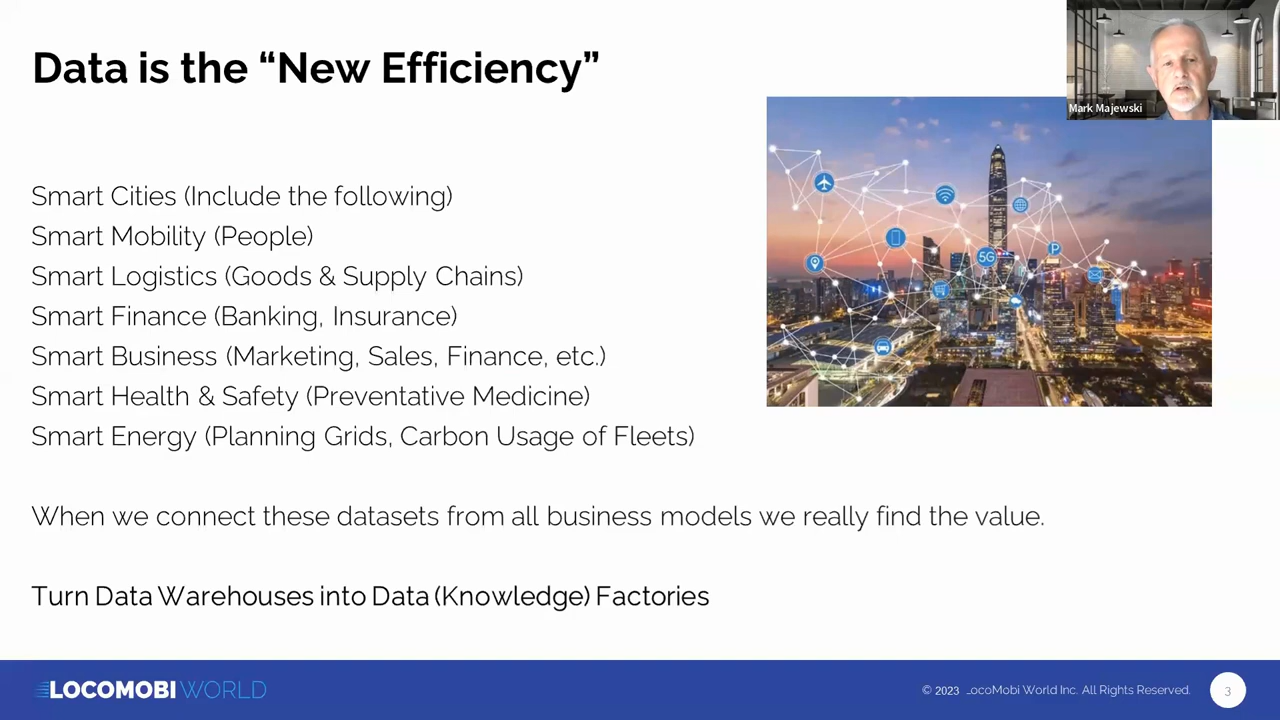 Data is the “New Efficiency”
Mark Majewski
Smart Cities (Include the following)
Smart Mobility (People)
Smart Logistics (Goods & Supply Chains)
Smart Finance (Banking, Insurance)
Smart Business (Marketing, Sales, Finance, etc.)
Smart Health & Safety (Preventative Medicine)
Smart Energy (Planning Grids, Carbon Usage of Fleets)
5G
P
When we connect these datasets from all business models we really find the value.
Turn Data Warehouses into Data (Knowledge) Factories
LOCOMOBI WORLD
© 2023 LocoMobi World Inc. All Rights Reserved.
3